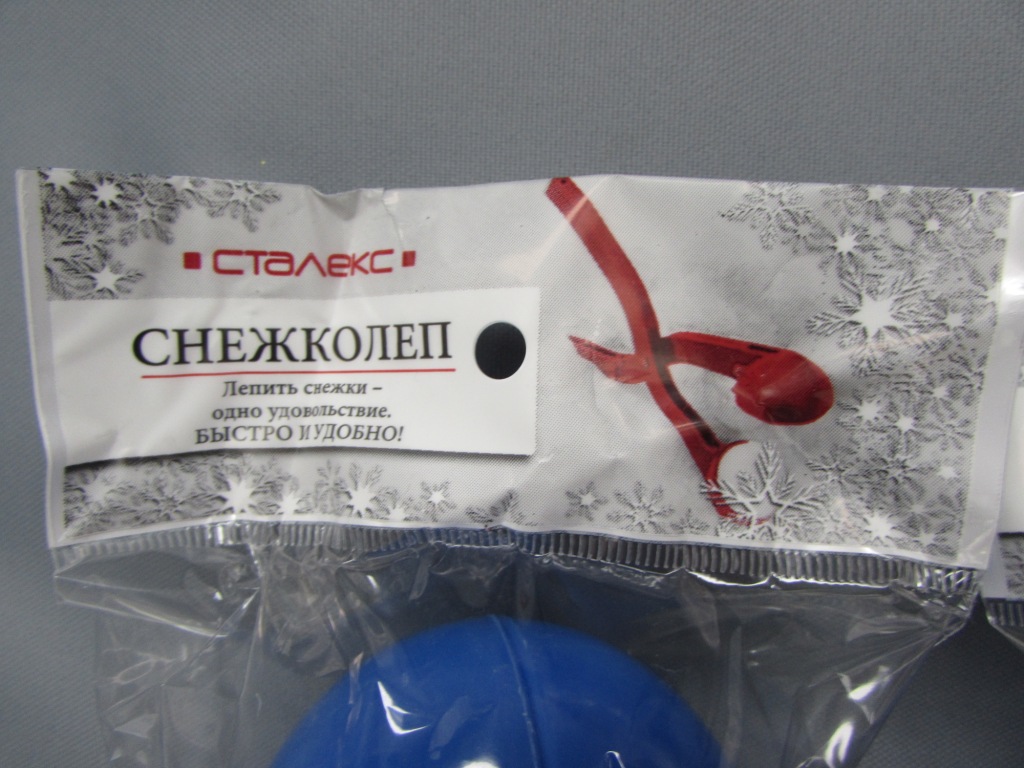 СТАЛЕКС
СНЕЖКОЛЕП
Лепить снежки –
одно удовольствие.
БЫСТРО И УДОБНО!